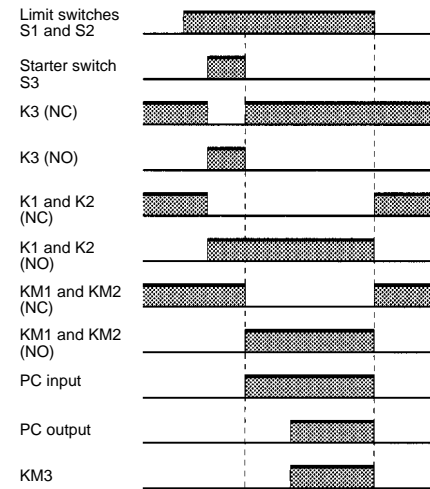 Limit switches
S1 and S2
Starter switch
S3
K3 (NC)
K3 (NO)
K1 and K2
(NC)
K1 and K2
(NO)
KM1 and KM2
(NC)
KM1 and KM2
(NO)
PC input
PC output
KM3